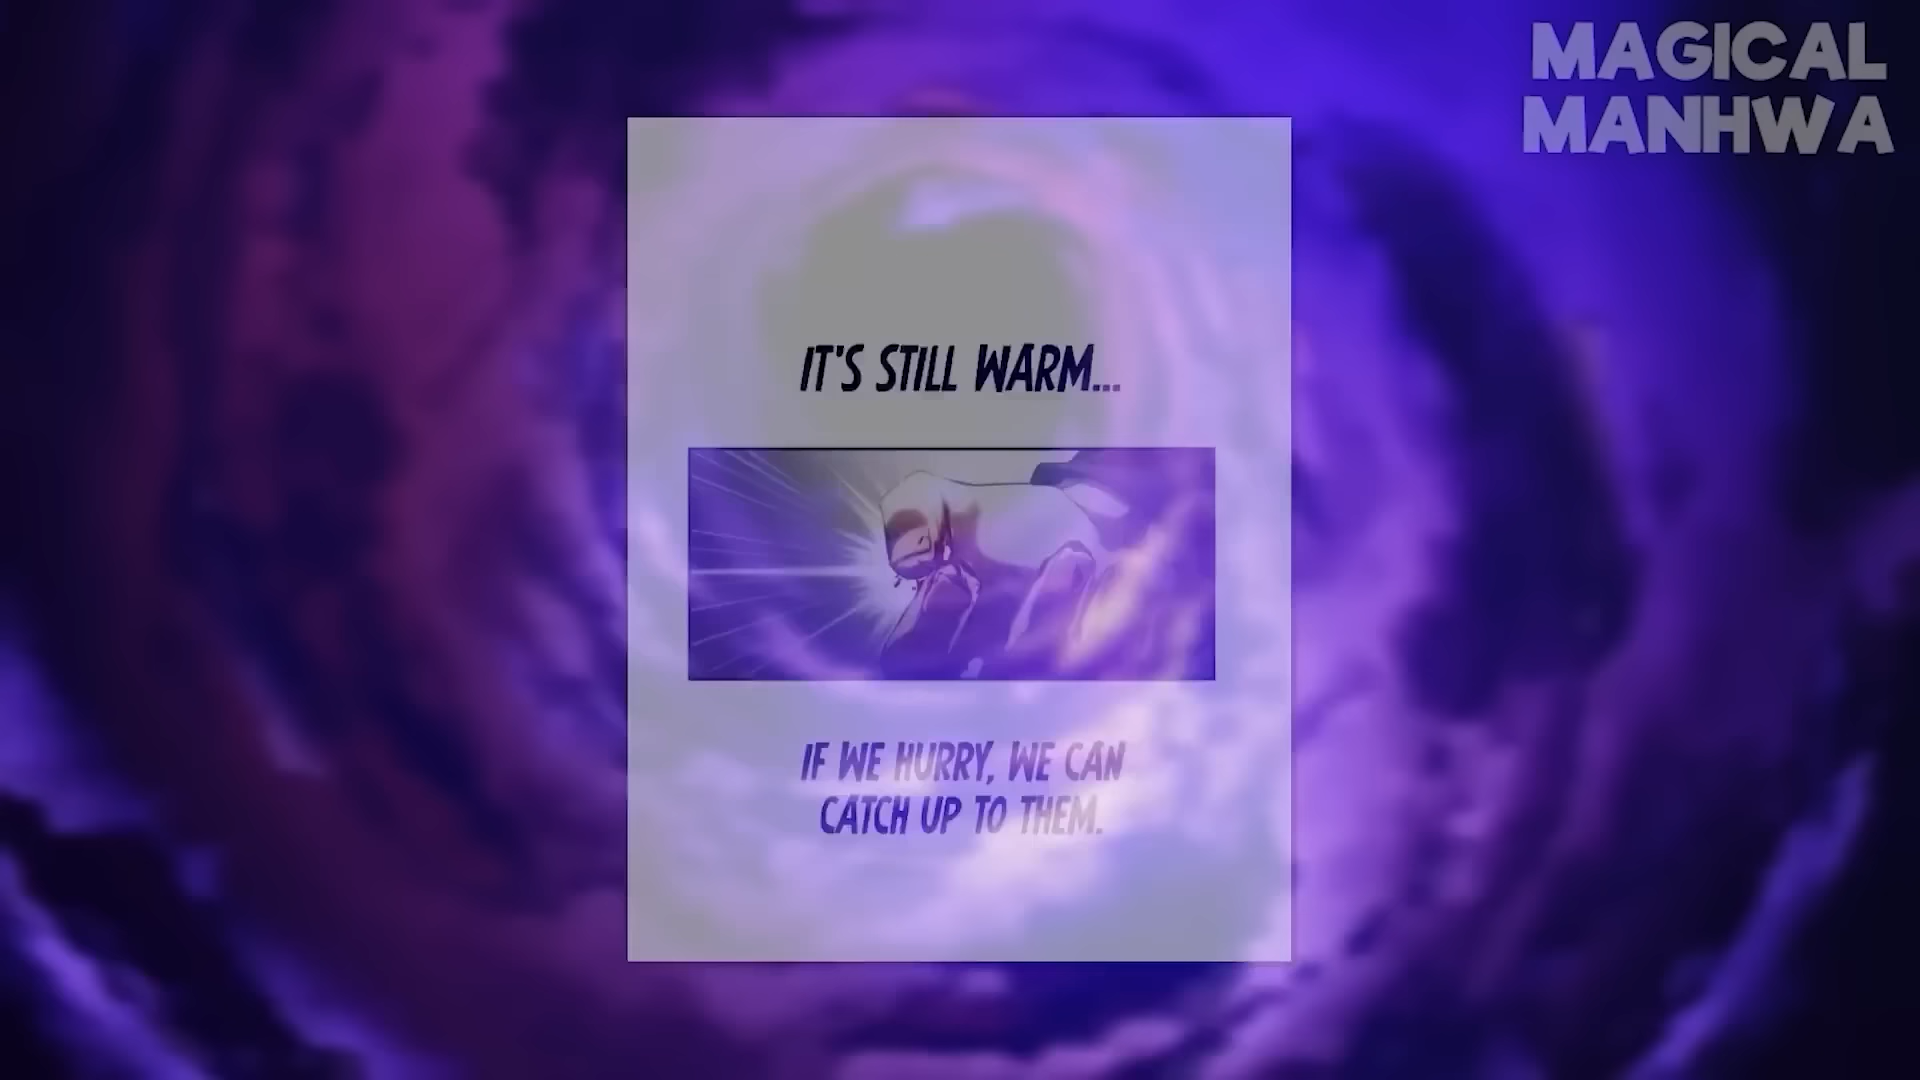 MAGICAL
MANHWA
IT'S STILL WARM...
IF WE HURRY, WE CAN
CATCH UP TO THEM.